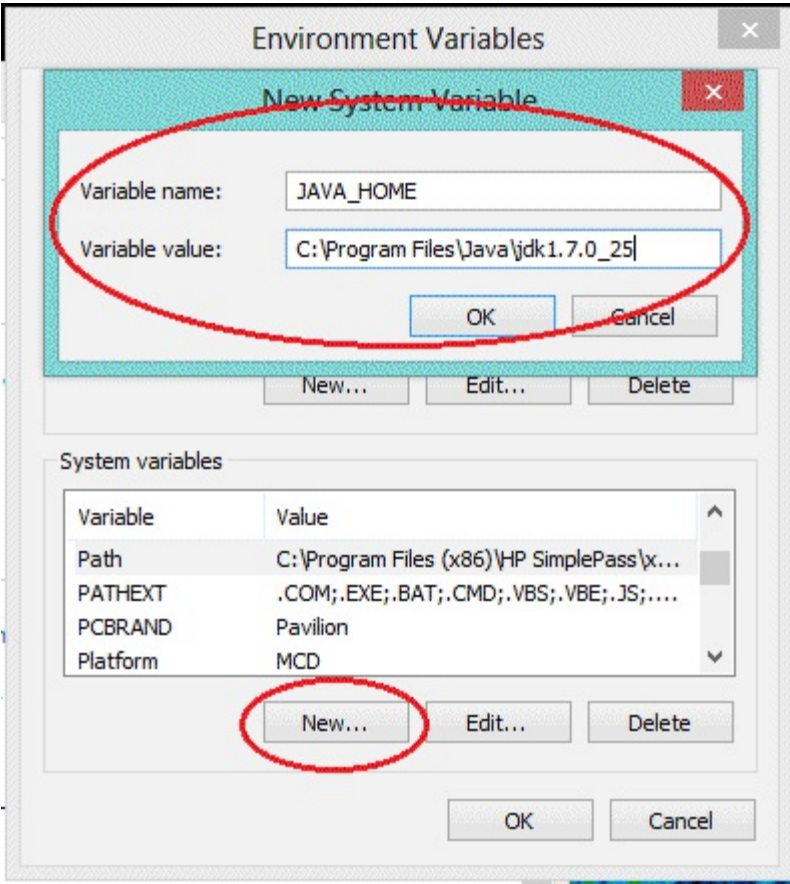 Environment Variables
New System Variable
Variable name: JAVA_HOME
Variable value: C:\Program Files\Java\jdk1.7.0_25
OK Cancel
New... Edit... Delete
System variables
Variable Value
Path C:\Program Files (x86)\HP SimplePass\x...
PATHEXT .COM;.EXE;.BAT;.CMD;.VBS;.VBE;.JS;....
PCBRAND Pavilion
Platform MCD
New... Edit... Delete
OK Cancel